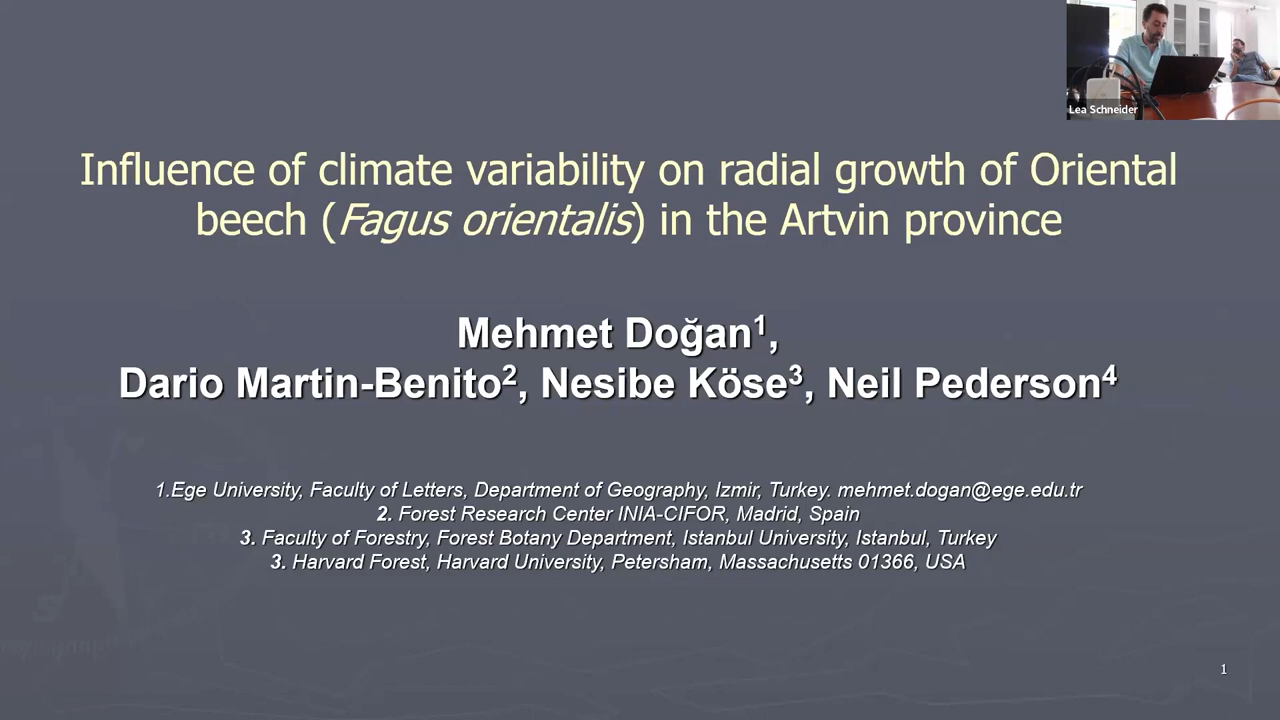 Lea Schneider
Influence of climate variability on radial growth of Oriental
beech (Fagus orientalis) in the Artvin province
Mehmet Doğan¹,
Dario Martin-Benito², Nesibe Köse³, Neil Pederson⁴
1.Ege University, Faculty of Letters, Department of Geography, Izmir, Turkey. mehmet.dogan@ege.edu.tr
2. Forest Research Center INIA-CIFOR, Madrid, Spain
3. Faculty of Forestry, Forest Botany Department, Istanbul University, Istanbul, Turkey
3. Harvard Forest, Harvard University, Petersham, Massachusetts 01366, USA
1